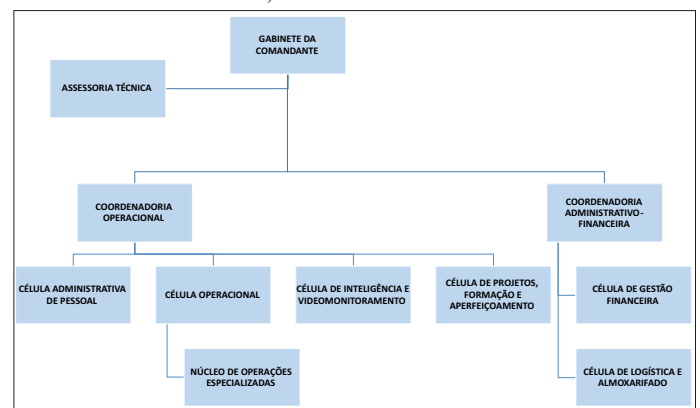 GABINETE DA
COMANDANTE
ASSESSORIA TÉCNICA
COORDENADORIA
OPERACIONAL
COORDENADORIA
ADMINISTRATIVO-
FINANCEIRA
CÉLULA ADMINISTRATIVA
DE PESSOAL
CÉLULA OPERACIONAL
CÉLULA DE INTELIGÊNCIA E
VIDEOMONITORAMENTO
CÉLULA DE PROJETOS,
FORMAÇÃO E
APERFEIÇOAMENTO
CÉLULA DE GESTÃO
FINANCEIRA
NÚCLEO DE OPERAÇÕES
ESPECIALIZADAS
CÉLULA DE LOGÍSTICA E
ALMOXARIFADO